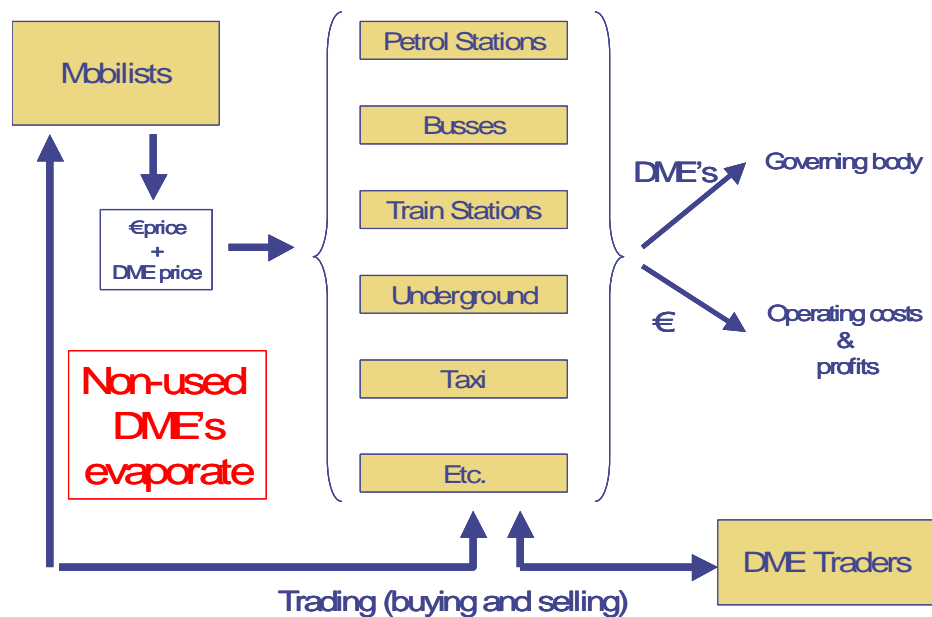 Mobilists
€price
+
DME price
Non-used
DME's
evaporate
Petrol Stations
Busses
Train Stations
Underground
Taxi
Etc.
DME's
€
Governing body
Operating costs
&
profits
DME Traders
Trading (buying and selling)